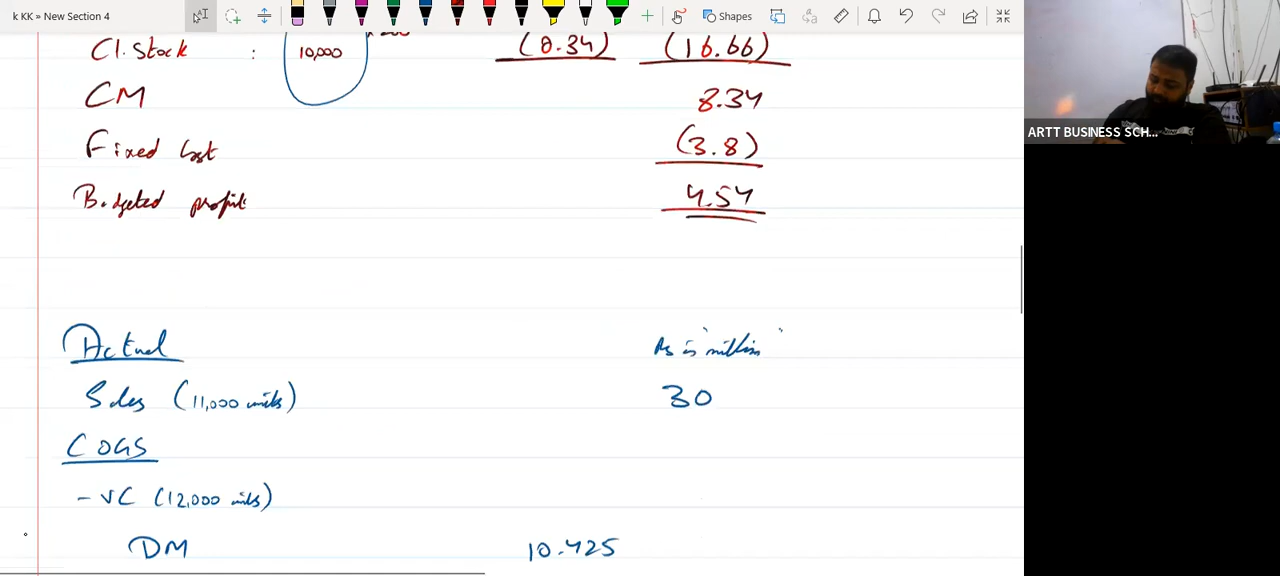 k KK » New Section 4
Shapes
Cl. Stock : 10,000 (0.34) (16.66)
CM 8.34
Fixed Cost (3.8)
Budgeted profit 4.54
Actual Rs in "million"
Sales (11,000 units) 30
COGS
- VC (12,000 units)
DM 10.425
ARTT BUSINESS SCH...